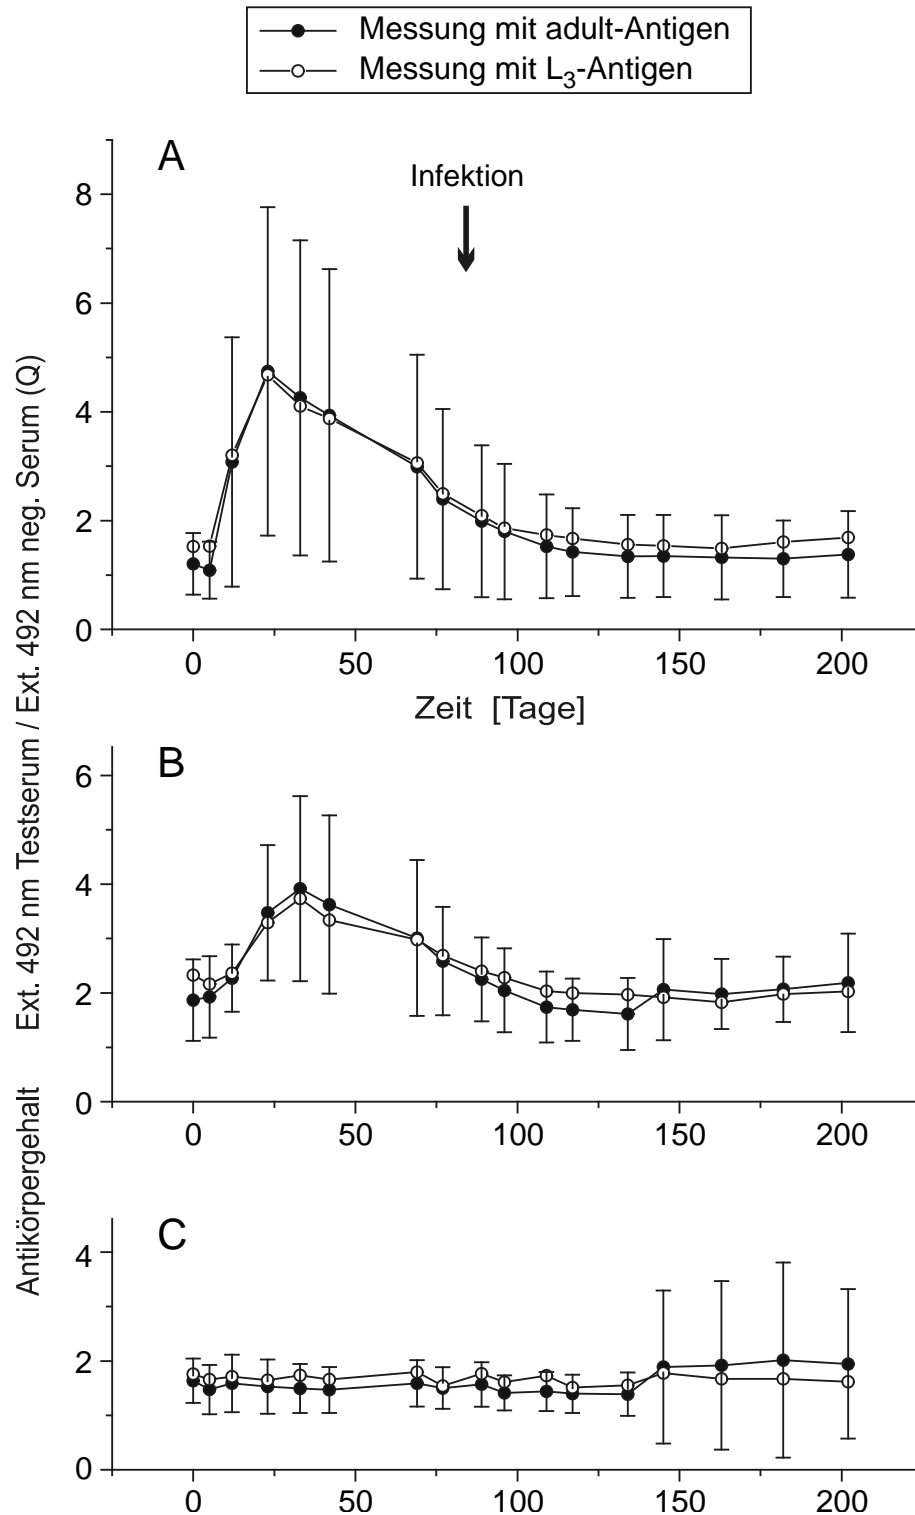 Messung mit adult-Antigen
Messung mit L3-Antigen
A
Infektion
8
6
4
2
0
0 50 100 150 200
Zeit [Tage]
B
6
4
2
0
0 50 100 150 200
C
4
2
0
0 50 100 150 200
Antikörpergehalt Ext. 492 nm Testserum / Ext. 492 nm neg. Serum (Q)